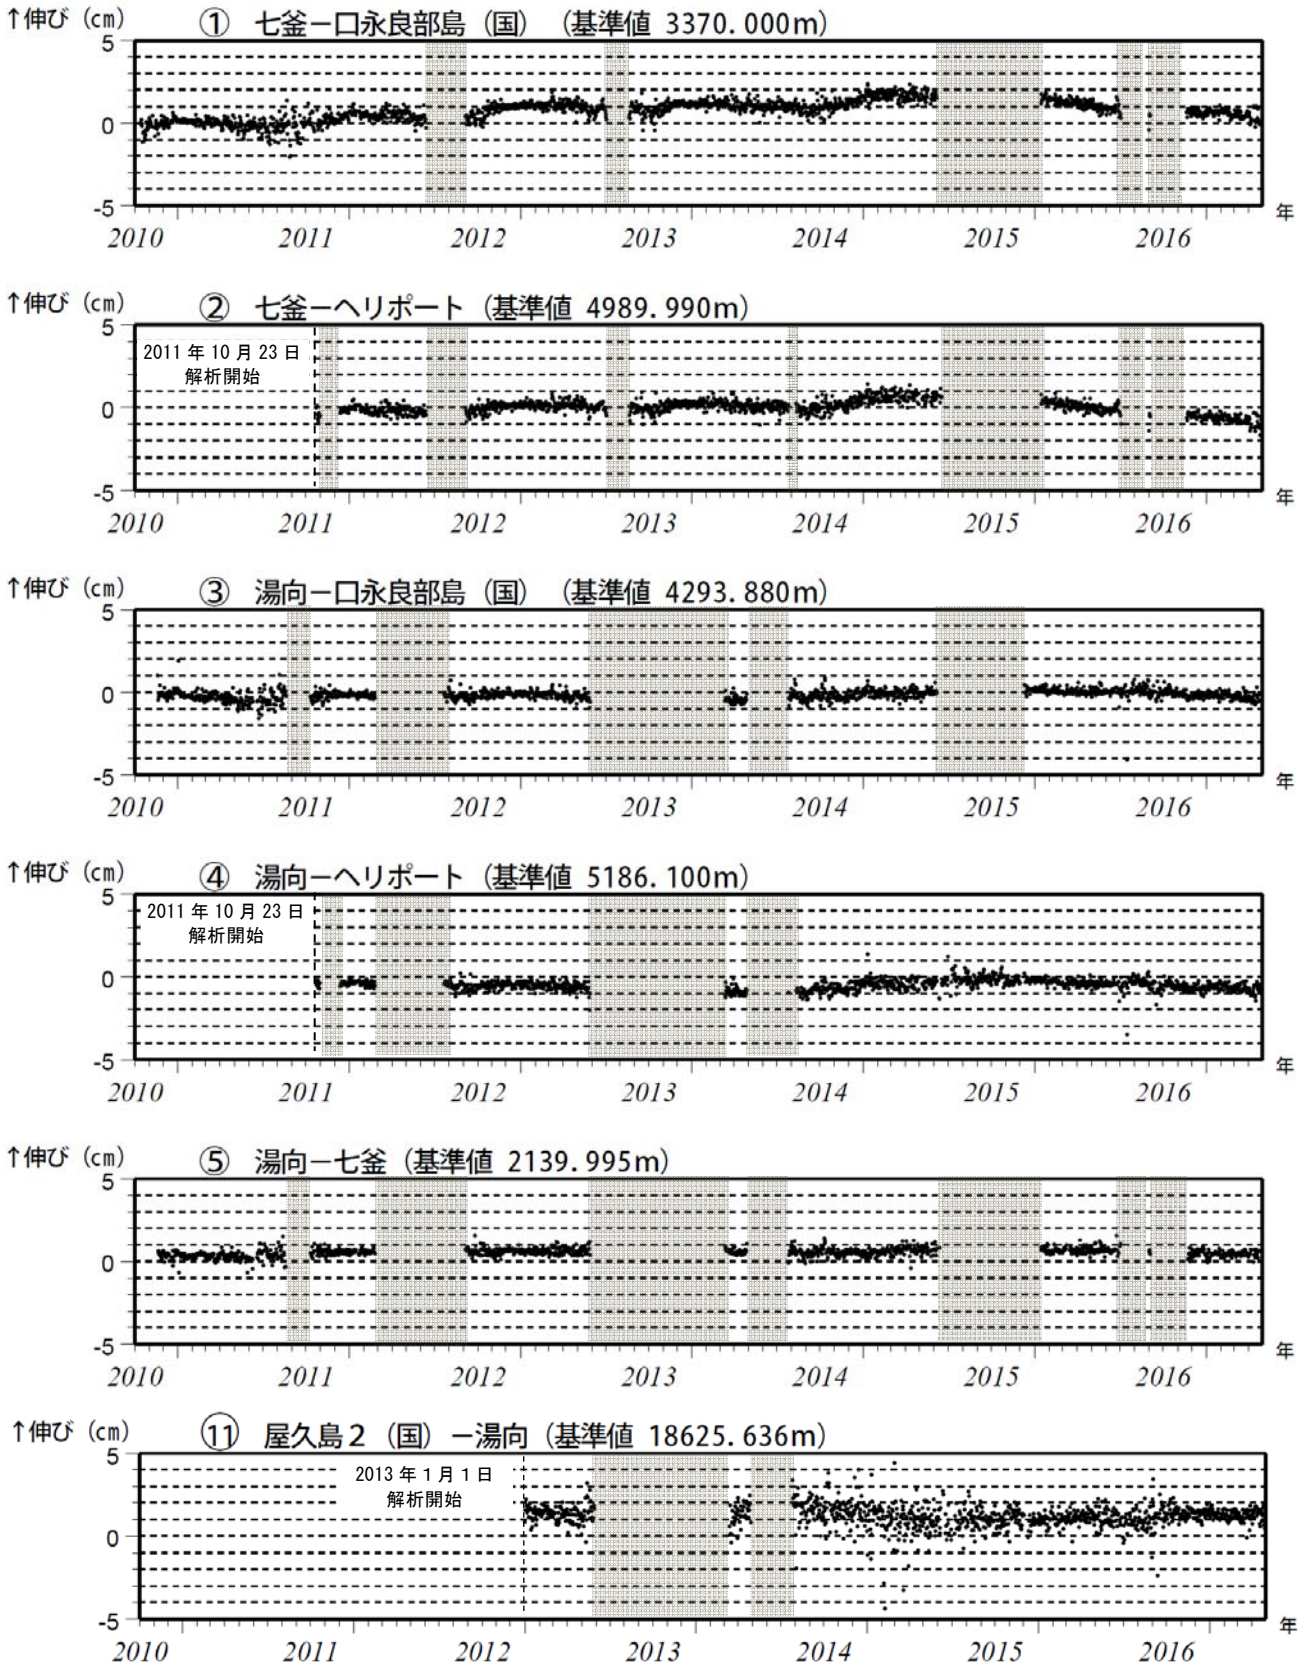 ↑伸び（cm） ① 七釜－口永良部島（国）（基準値 3370.000m）
5
0
-5
年
2010 2011 2012 2013 2014 2015 2016
↑伸び（cm） ② 七釜－ヘリポート（基準値 4989.990m）
5
2011 年 10 月 23 日
解析開始
0
-5
年
2010 2011 2012 2013 2014 2015 2016
↑伸び（cm） ③ 湯向－口永良部島（国）（基準値 4293.880m）
5
0
-5
年
2010 2011 2012 2013 2014 2015 2016
↑伸び（cm） ④ 湯向－ヘリポート（基準値 5186.100m）
5
2011 年 10 月 23 日
解析開始
0
-5
年
2010 2011 2012 2013 2014 2015 2016
↑伸び（cm） ⑤ 湯向－七釜（基準値 2139.995m）
5
0
-5
年
2010 2011 2012 2013 2014 2015 2016
↑伸び（cm） ⑪ 屋久島２（国）－湯向（基準値 18625.636m）
5
2013 年 1 月 1 日
解析開始
0
-5
年
2010 2011 2012 2013 2014 2015 2016